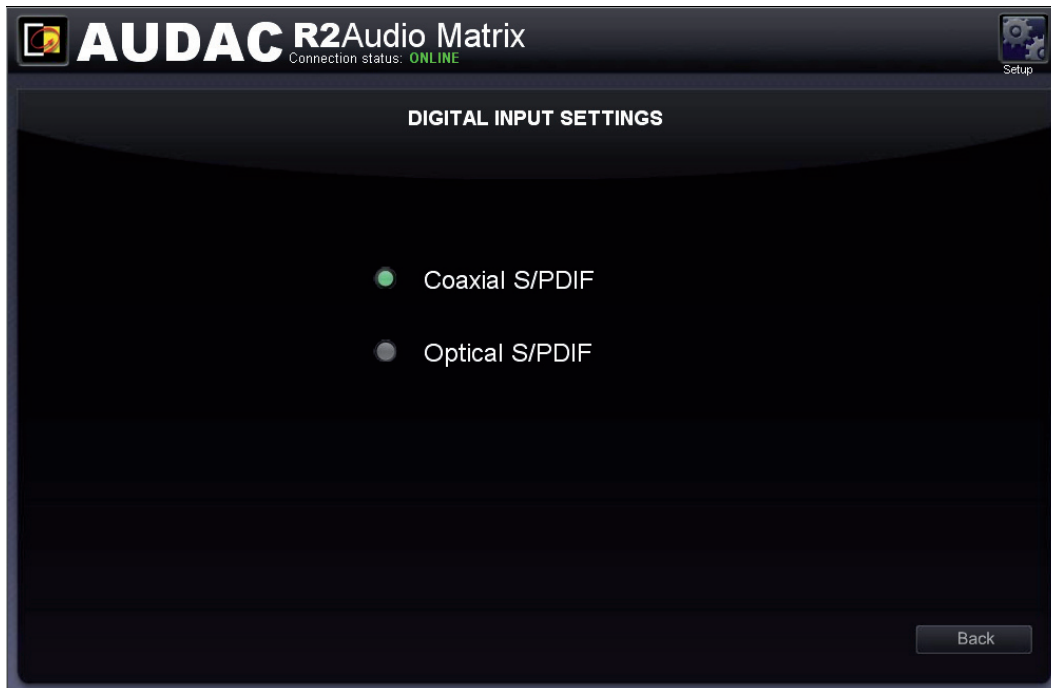 AUDAC R2Audio Matrix
Connection status: ONLINE
Setup
DIGITAL INPUT SETTINGS
Coaxial S/PDIF
Optical S/PDIF
Back